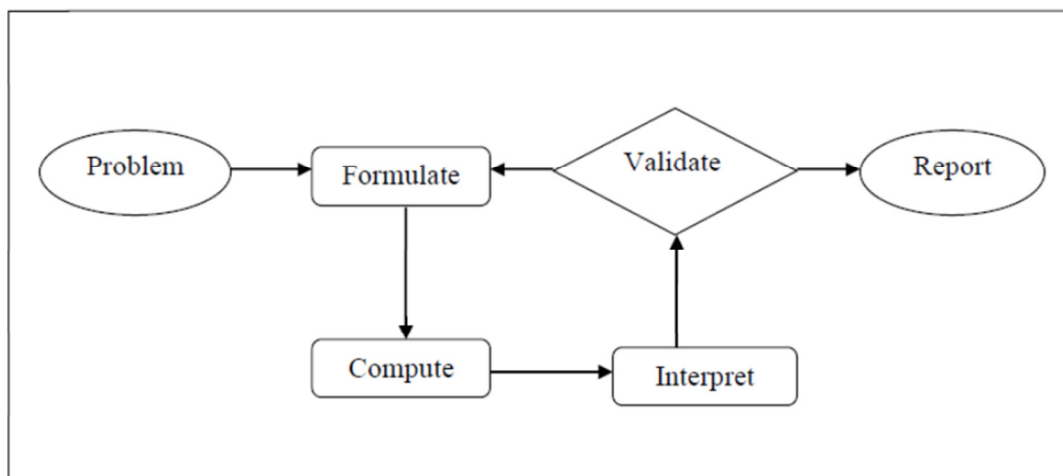 Problem
Formulate
Validate
Report
Compute
Interpret